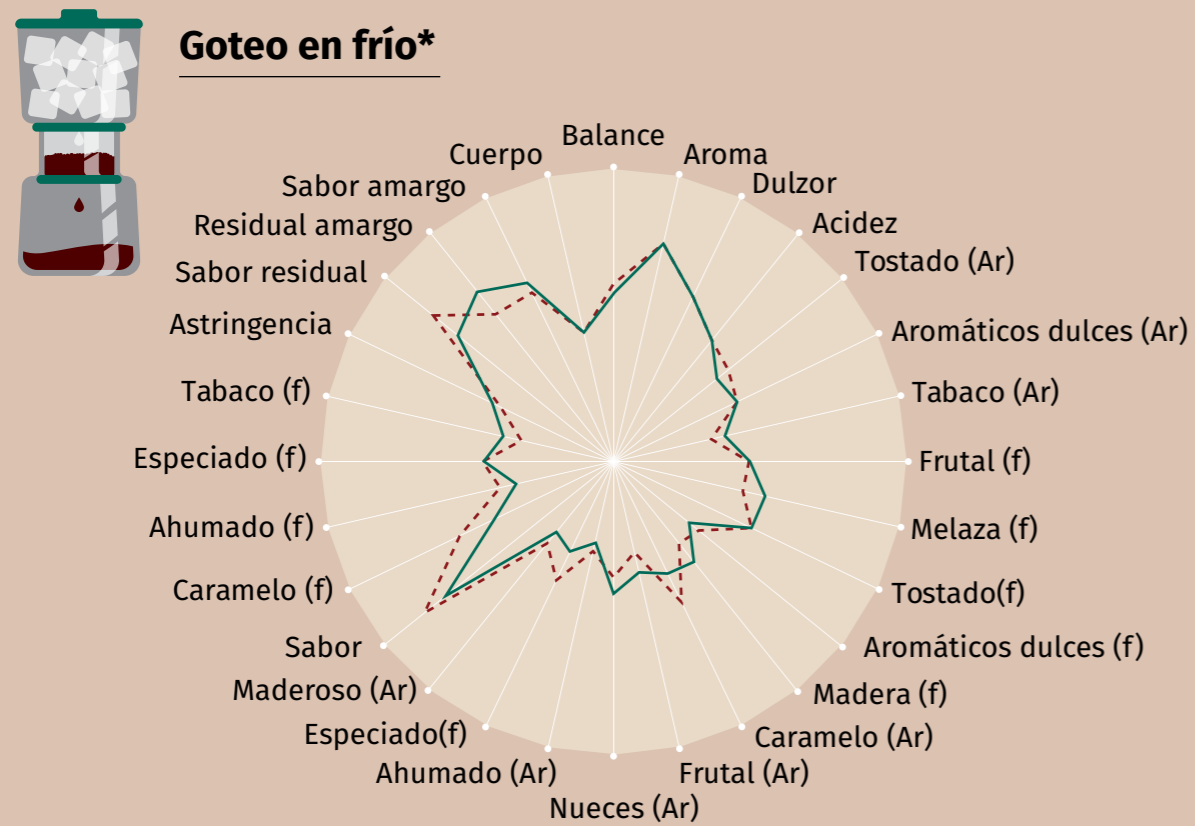 Goteo en frío*
Balance
Aroma
Dulzor
Acidez
Tostado (Ar)
Aromáticos dulces (Ar)
Tabaco (Ar)
Frutal (f)
Melaza (f)
Tostado(f)
Aromáticos dulces (f)
Madera (f)
Caramelo (Ar)
Frutal (Ar)
Nueces (Ar)
Ahumado (Ar)
Especiado(f)
Maderoso (Ar)
Sabor
Caramelo (f)
Ahumado (f)
Especiado (f)
Tabaco (f)
Astringencia
Sabor residual
Residual amargo
Sabor amargo
Cuerpo